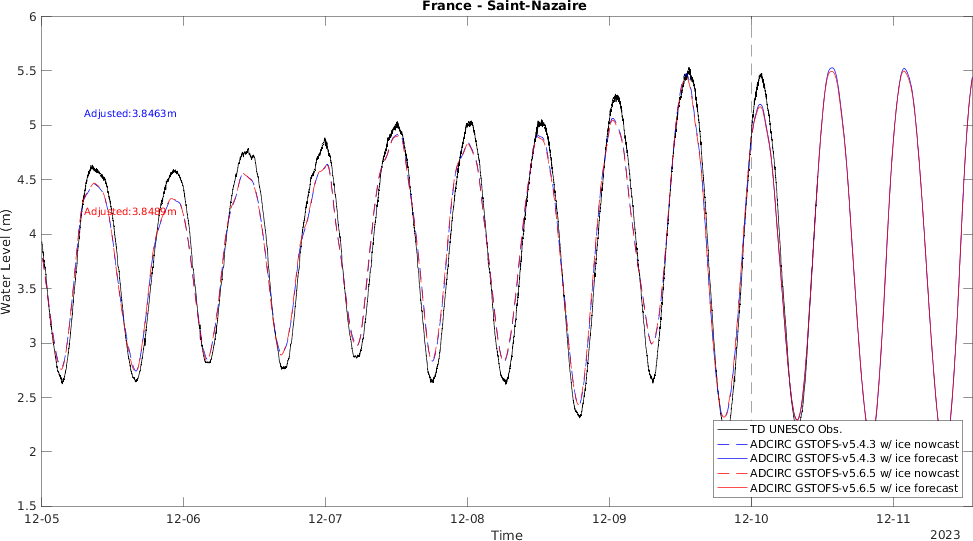 France - Saint-Nazaire
6
5.5
5
4.5
4
3.5
3
2.5
2
1.5
Water Level (m)
Adjusted:3.8463m
Adjusted:3.8489m
TD UNESCO Obs.
ADCIRC GSTOFS-v5.4.3 w/ ice nowcast
ADCIRC GSTOFS-v5.4.3 w/ ice forecast
ADCIRC GSTOFS-v5.6.5 w/ ice nowcast
ADCIRC GSTOFS-v5.6.5 w/ ice forecast
12-05 12-06 12-07 12-08 12-09 12-10 12-11
Time
2023